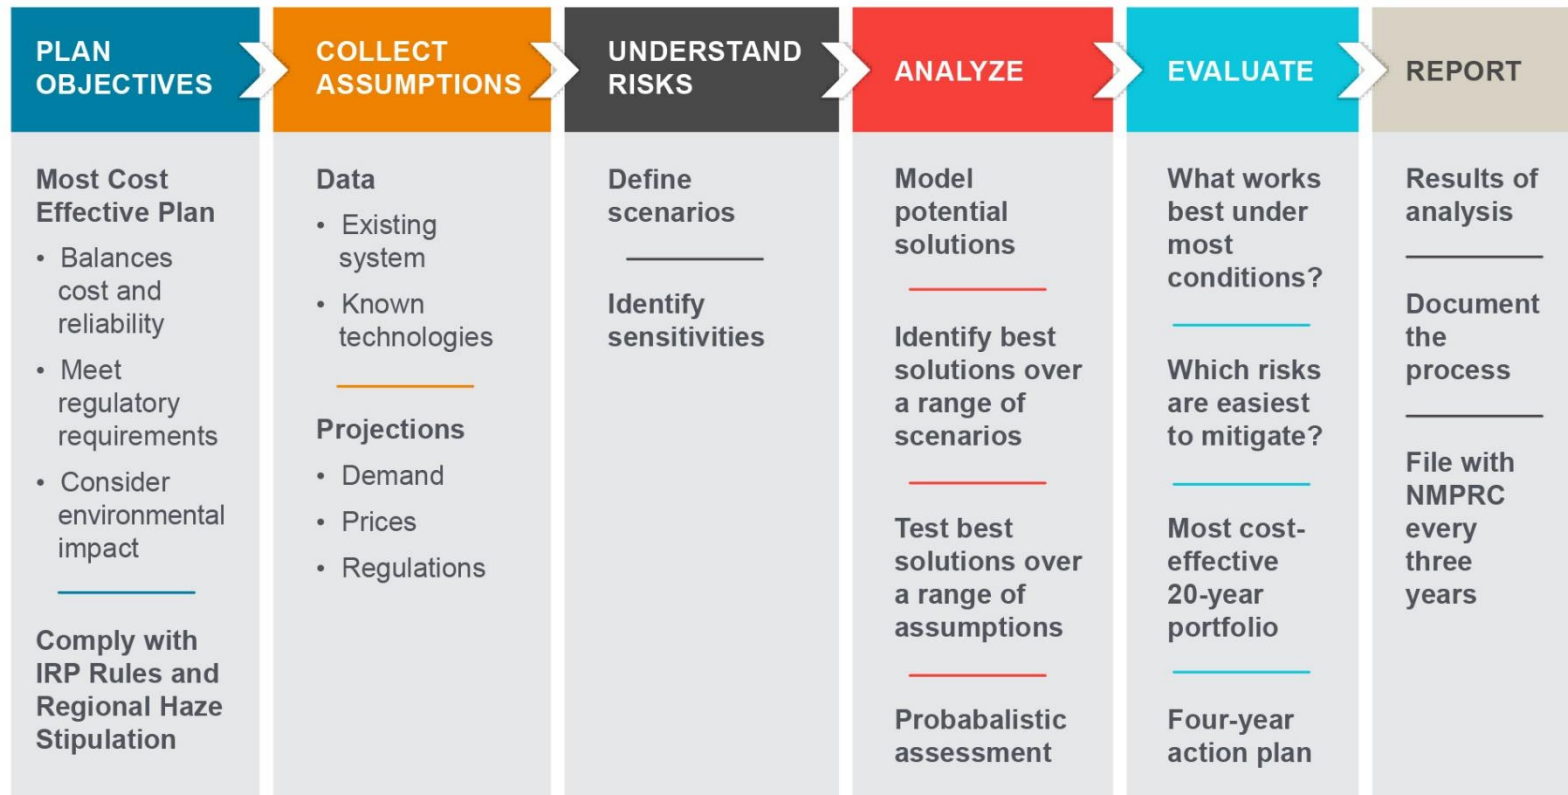 PLAN
OBJECTIVES
Most Cost
Effective Plan
• Balances
cost and
reliability
• Meet
regulatory
requirements
• Consider
environmental
impact
Comply with
IRP Rules and
Regional Haze
Stipulation
COLLECT
ASSUMPTIONS
Data
• Existing
system
• Known
technologies
Projections
• Demand
• Prices
• Regulations
UNDERSTAND
RISKS
Define
scenarios
Identify
sensitivities
ANALYZE
Model
potential
solutions
Identify best
solutions over
a range of
scenarios
Test best
solutions over
a range of
assumptions
Probabalistic
assessment
EVALUATE
What works
best under
most
conditions?
Which risks
are easiest
to mitigate?
Most cost-
effective
20-year
portfolio
Four-year
action plan
REPORT
Results of
analysis
Document
the
process
File with
NMPRC
every
three
years